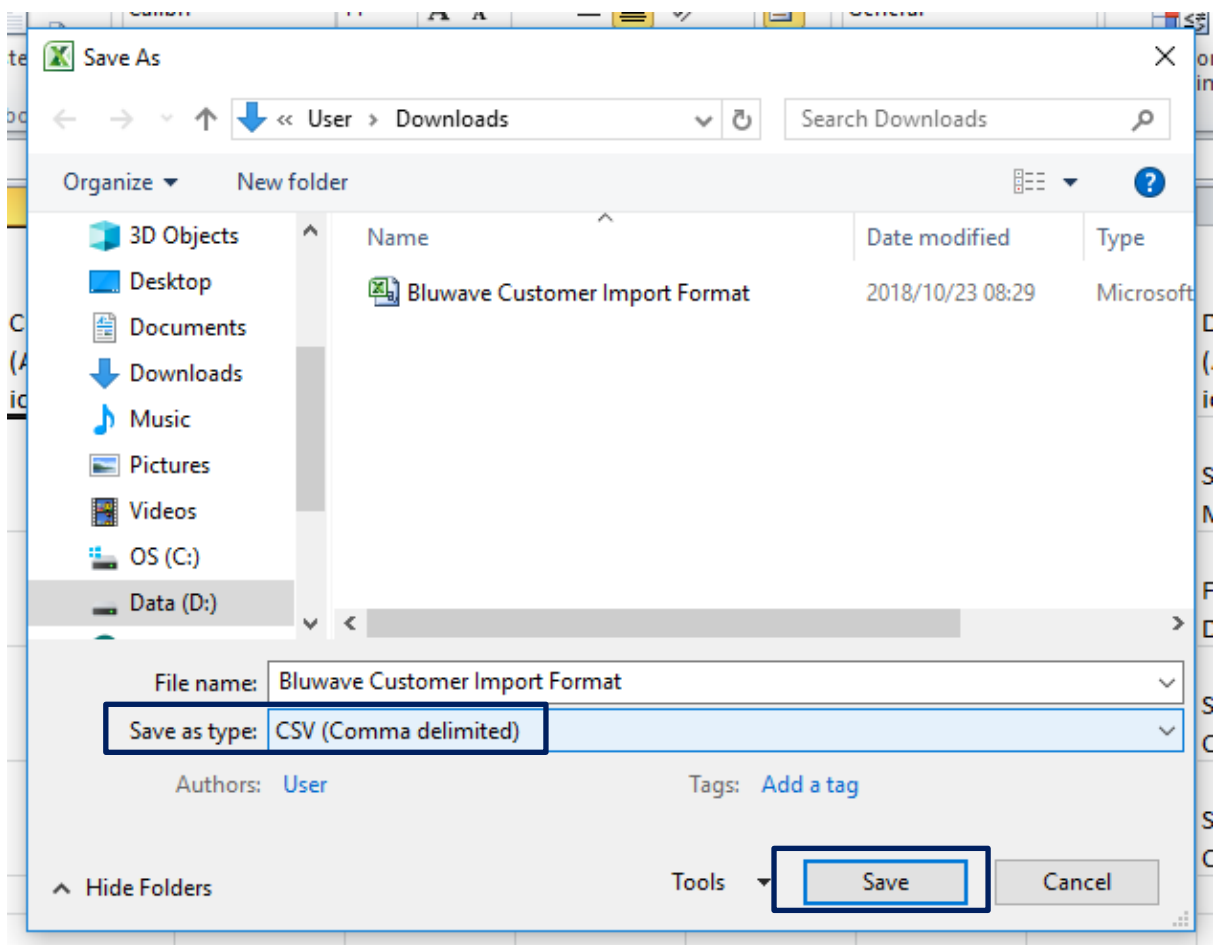 Calibri
General
Save As
« User > Downloads
Search Downloads
Organize
New folder
?
3D Objects
Desktop
Documents
Downloads
Music
Pictures
Videos
OS (C:)
Data (D:)
Name
Date modified
Type
Bluwave Customer Import Format
2018/10/23 08:29
Microsoft
File name: Bluwave Customer Import Format
Save as type: CSV (Comma delimited)
Authors: User
Tags: Add a tag
Hide Folders
Tools
Save
Cancel